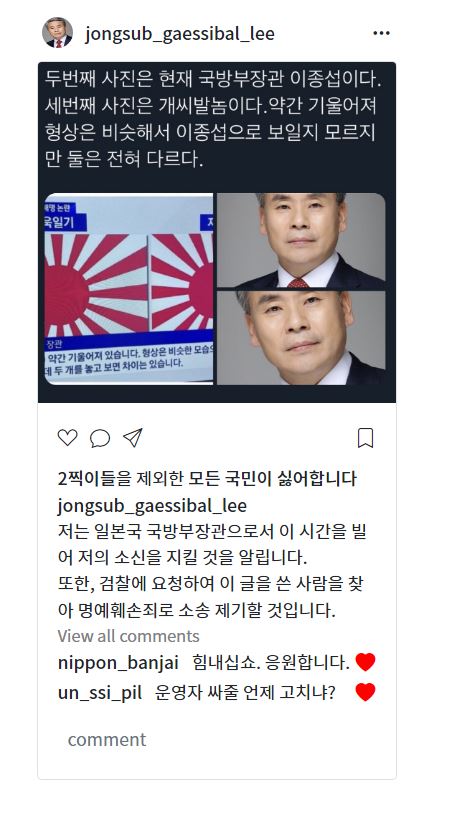 jongsub_gaessibal_lee
두번째 사진은 현재 국방부장관 이종섭이다.
세번째 사진은 개씨발놈이다.약간 기울어져
형상은 비슷해서 이종섭으로 보일지 모르지
만 둘은 전혀 다르다.
해명 논란
욱일기
자
장관
약간 기울어져 있습니다. 형상은 비슷한 모습으
데 두 개를 놓고 보면 차이는 있습니다.
2찍이들을 제외한 모든 국민이 싫어합니다
jongsub_gaessibal_lee
저는 일본국 국방부장관으로서 이 시간을 빌
어 저의 소신을 지킬 것을 알립니다.
또한, 검찰에 요청하여 이 글을 쓴 사람을 찾
아 명예훼손죄로 소송 제기할 것입니다.
View all comments
nippon_banjai 힘내십쇼. 응원합니다.
un_ssi_pil 운영자 싸줄 언제 고치냐?
comment